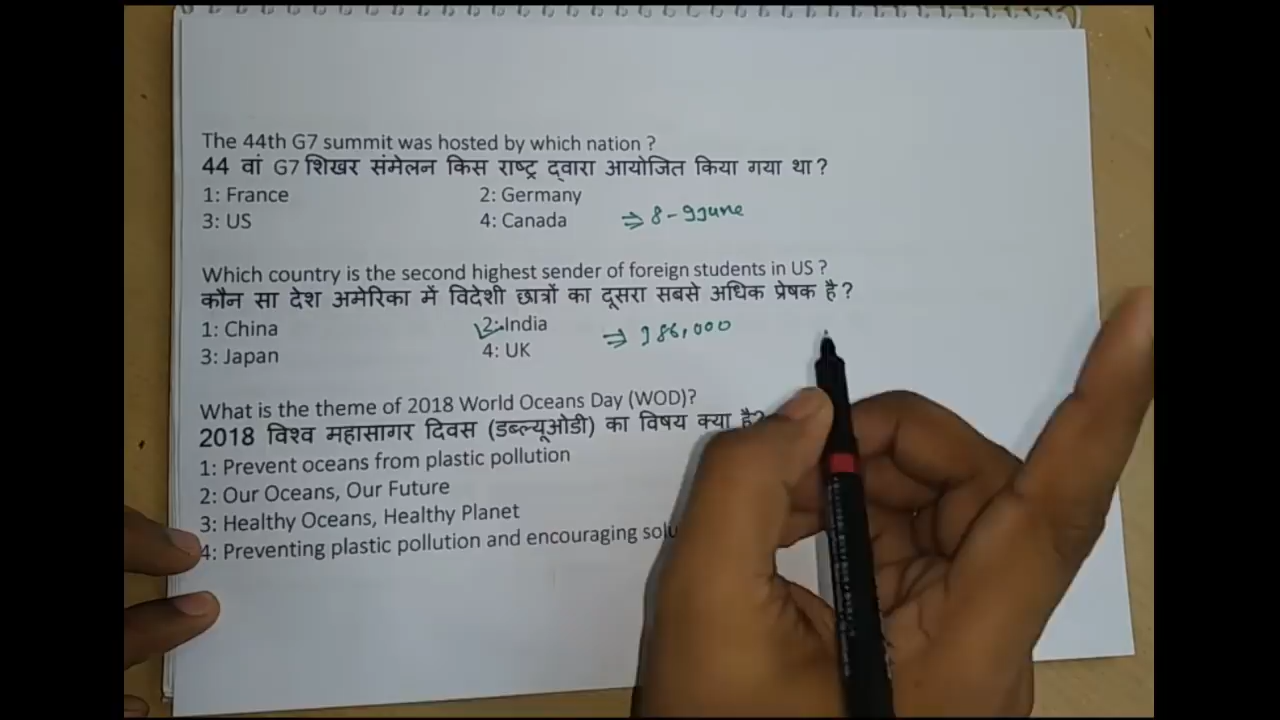 The 44th G7 summit was hosted by which nation ?
44 वां G7 शिखर संमेलन किस राष्ट्र द्वारा आयोजित किया गया था ?
1: France 2: Germany
3: US 4: Canada ⇒ 8-9 June
Which country is the second highest sender of foreign students in US ?
कौन सा देश अमेरिका में विदेशी छात्रों का दूसरा सबसे अधिक प्रेषक है ?
1: China 2: India ⇒ 186,000
3: Japan 4: UK
What is the theme of 2018 World Oceans Day (WOD)?
2018 विश्व महासागर दिवस (डब्ल्यूओडी) का विषय क्या है?
1: Prevent oceans from plastic pollution
2: Our Oceans, Our Future
3: Healthy Oceans, Healthy Planet
4: Preventing plastic pollution and encouraging